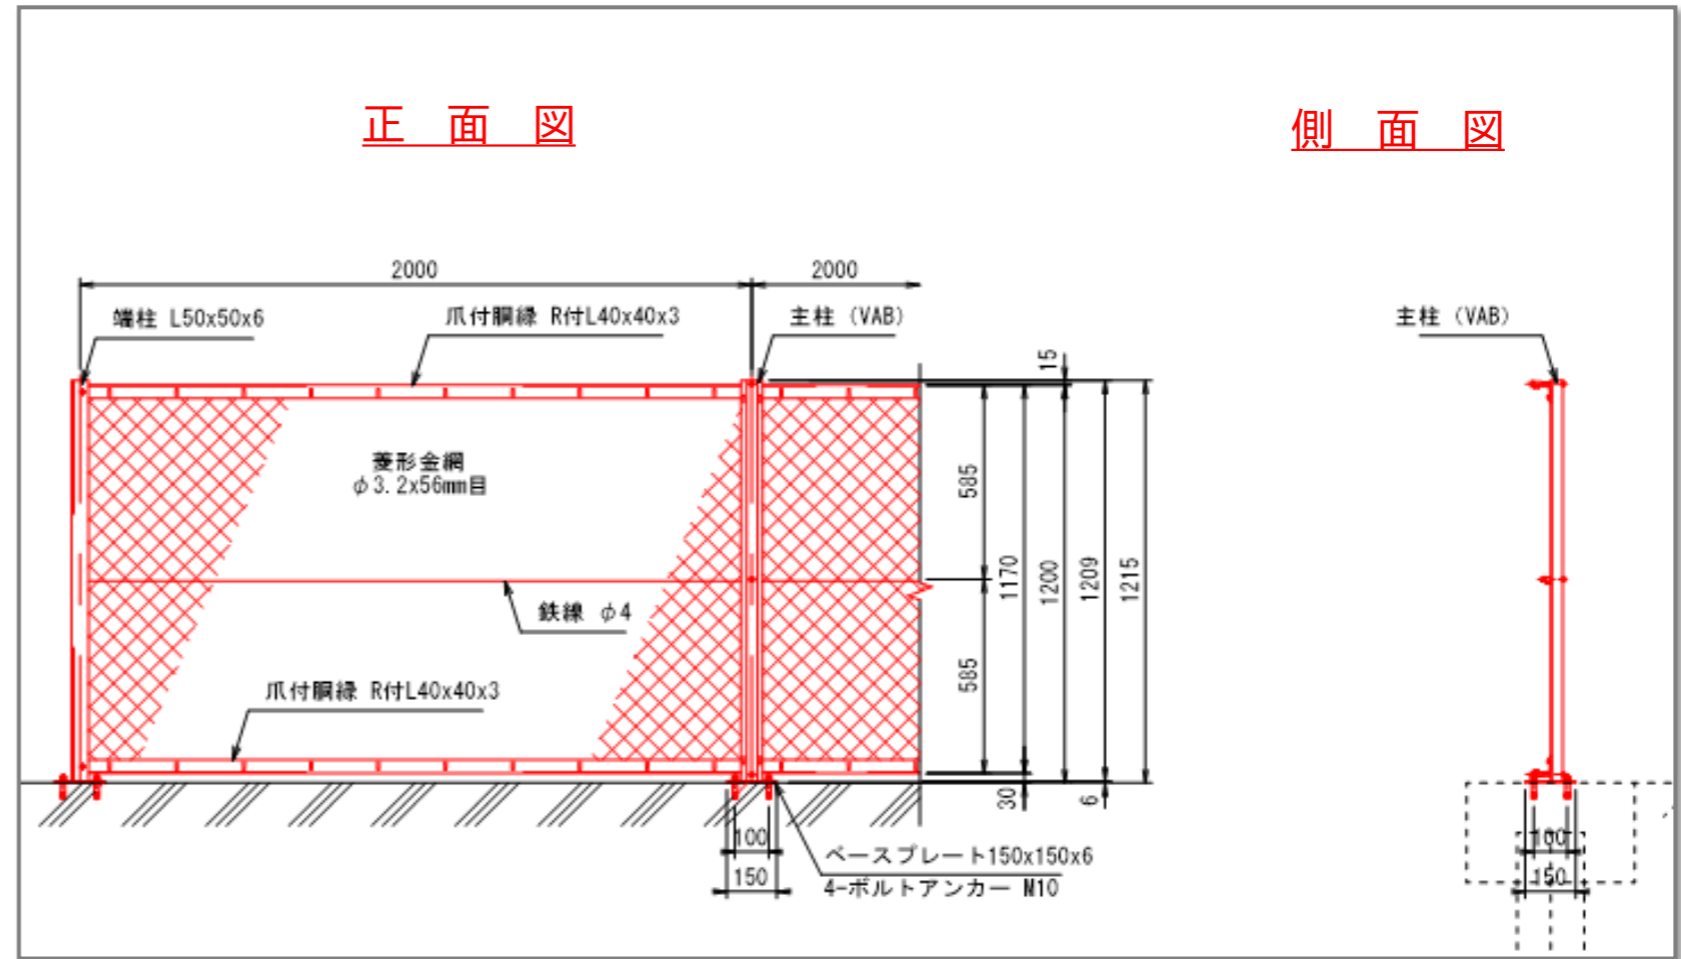 正　面　図
側　面　図
2000
2000
端柱 L50x50x6
爪付胴縁 R付L40x40x3
主柱 (VAB)
主柱 (VAB)
15
菱形金網
φ3.2x56mm目
585
1170
1200
1209
1215
鉄線 φ4
585
爪付胴縁 R付L40x40x3
30
6
100
150
ベースプレート150x150x6
4-ボルトアンカー M10
100
150